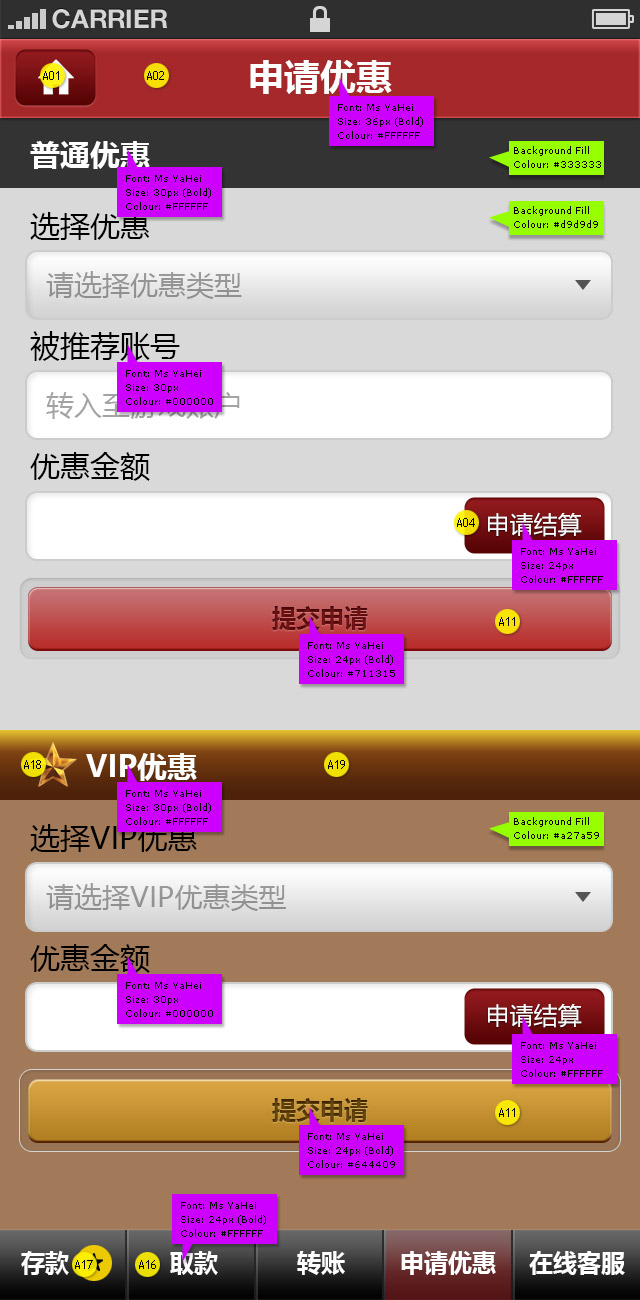 CARRIER
A01
A02
申请优惠
Font: Ms YaHei
Size: 36px (Bold)
Colour: #FFFFFF
普通优惠
Background Fill
Colour: #333333
Font: Ms YaHei
Size: 30px (Bold)
Colour: #FFFFFF
选择优惠
Background Fill
Colour: #d9d9d9
请选择优惠类型
被推荐账号
Font: Ms YaHei
Size: 30px
Colour: #000000
转入至游戏账户
优惠金额
A04
申请结算
Font: Ms YaHei
Size: 24px
Colour: #FFFFFF
提交申请
A11
Font: Ms YaHei
Size: 24px (Bold)
Colour: #711315
A18
VIP优惠
A19
Font: Ms YaHei
Size: 30px (Bold)
Colour: #FFFFFF
选择VIP优惠
Background Fill
Colour: #a27a59
请选择VIP优惠类型
优惠金额
Font: Ms YaHei
Size: 30px
Colour: #000000
申请结算
Font: Ms YaHei
Size: 24px
Colour: #FFFFFF
提交申请
A11
Font: Ms YaHei
Size: 24px (Bold)
Colour: #644409
Font: Ms YaHei
Size: 24px (Bold)
Colour: #FFFFFF
存款
A17
A16
取款
转账
申请优惠
在线客服